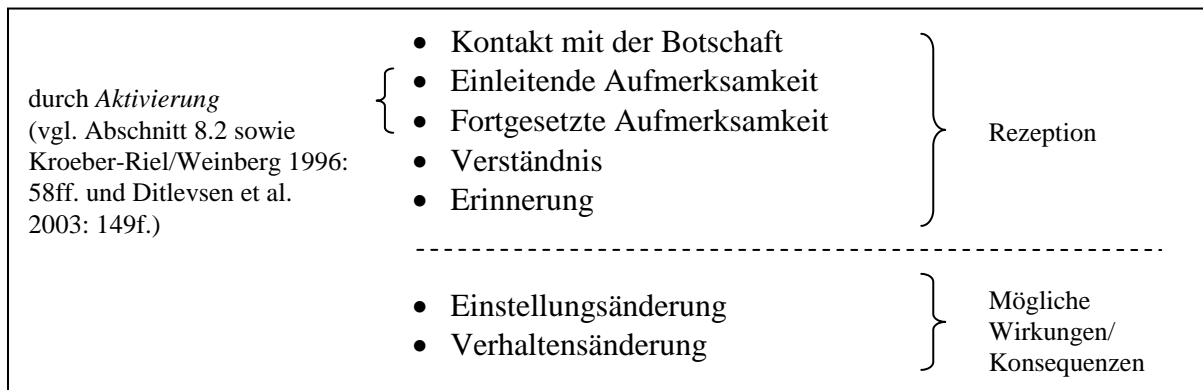 durch Aktivierung
(vgl. Abschnitt 8.2 sowie
Kroeber-Riel/Weinberg 1996:
58ff. und Ditlevsen et al.
2003: 149f.)
• Kontakt mit der Botschaft
• Einleitende Aufmerksamkeit
• Fortgesetzte Aufmerksamkeit
• Verständnis
• Erinnerung
Rezeption
• Einstellungsänderung
• Verhaltensänderung
Mögliche
Wirkungen/
Konsequenzen